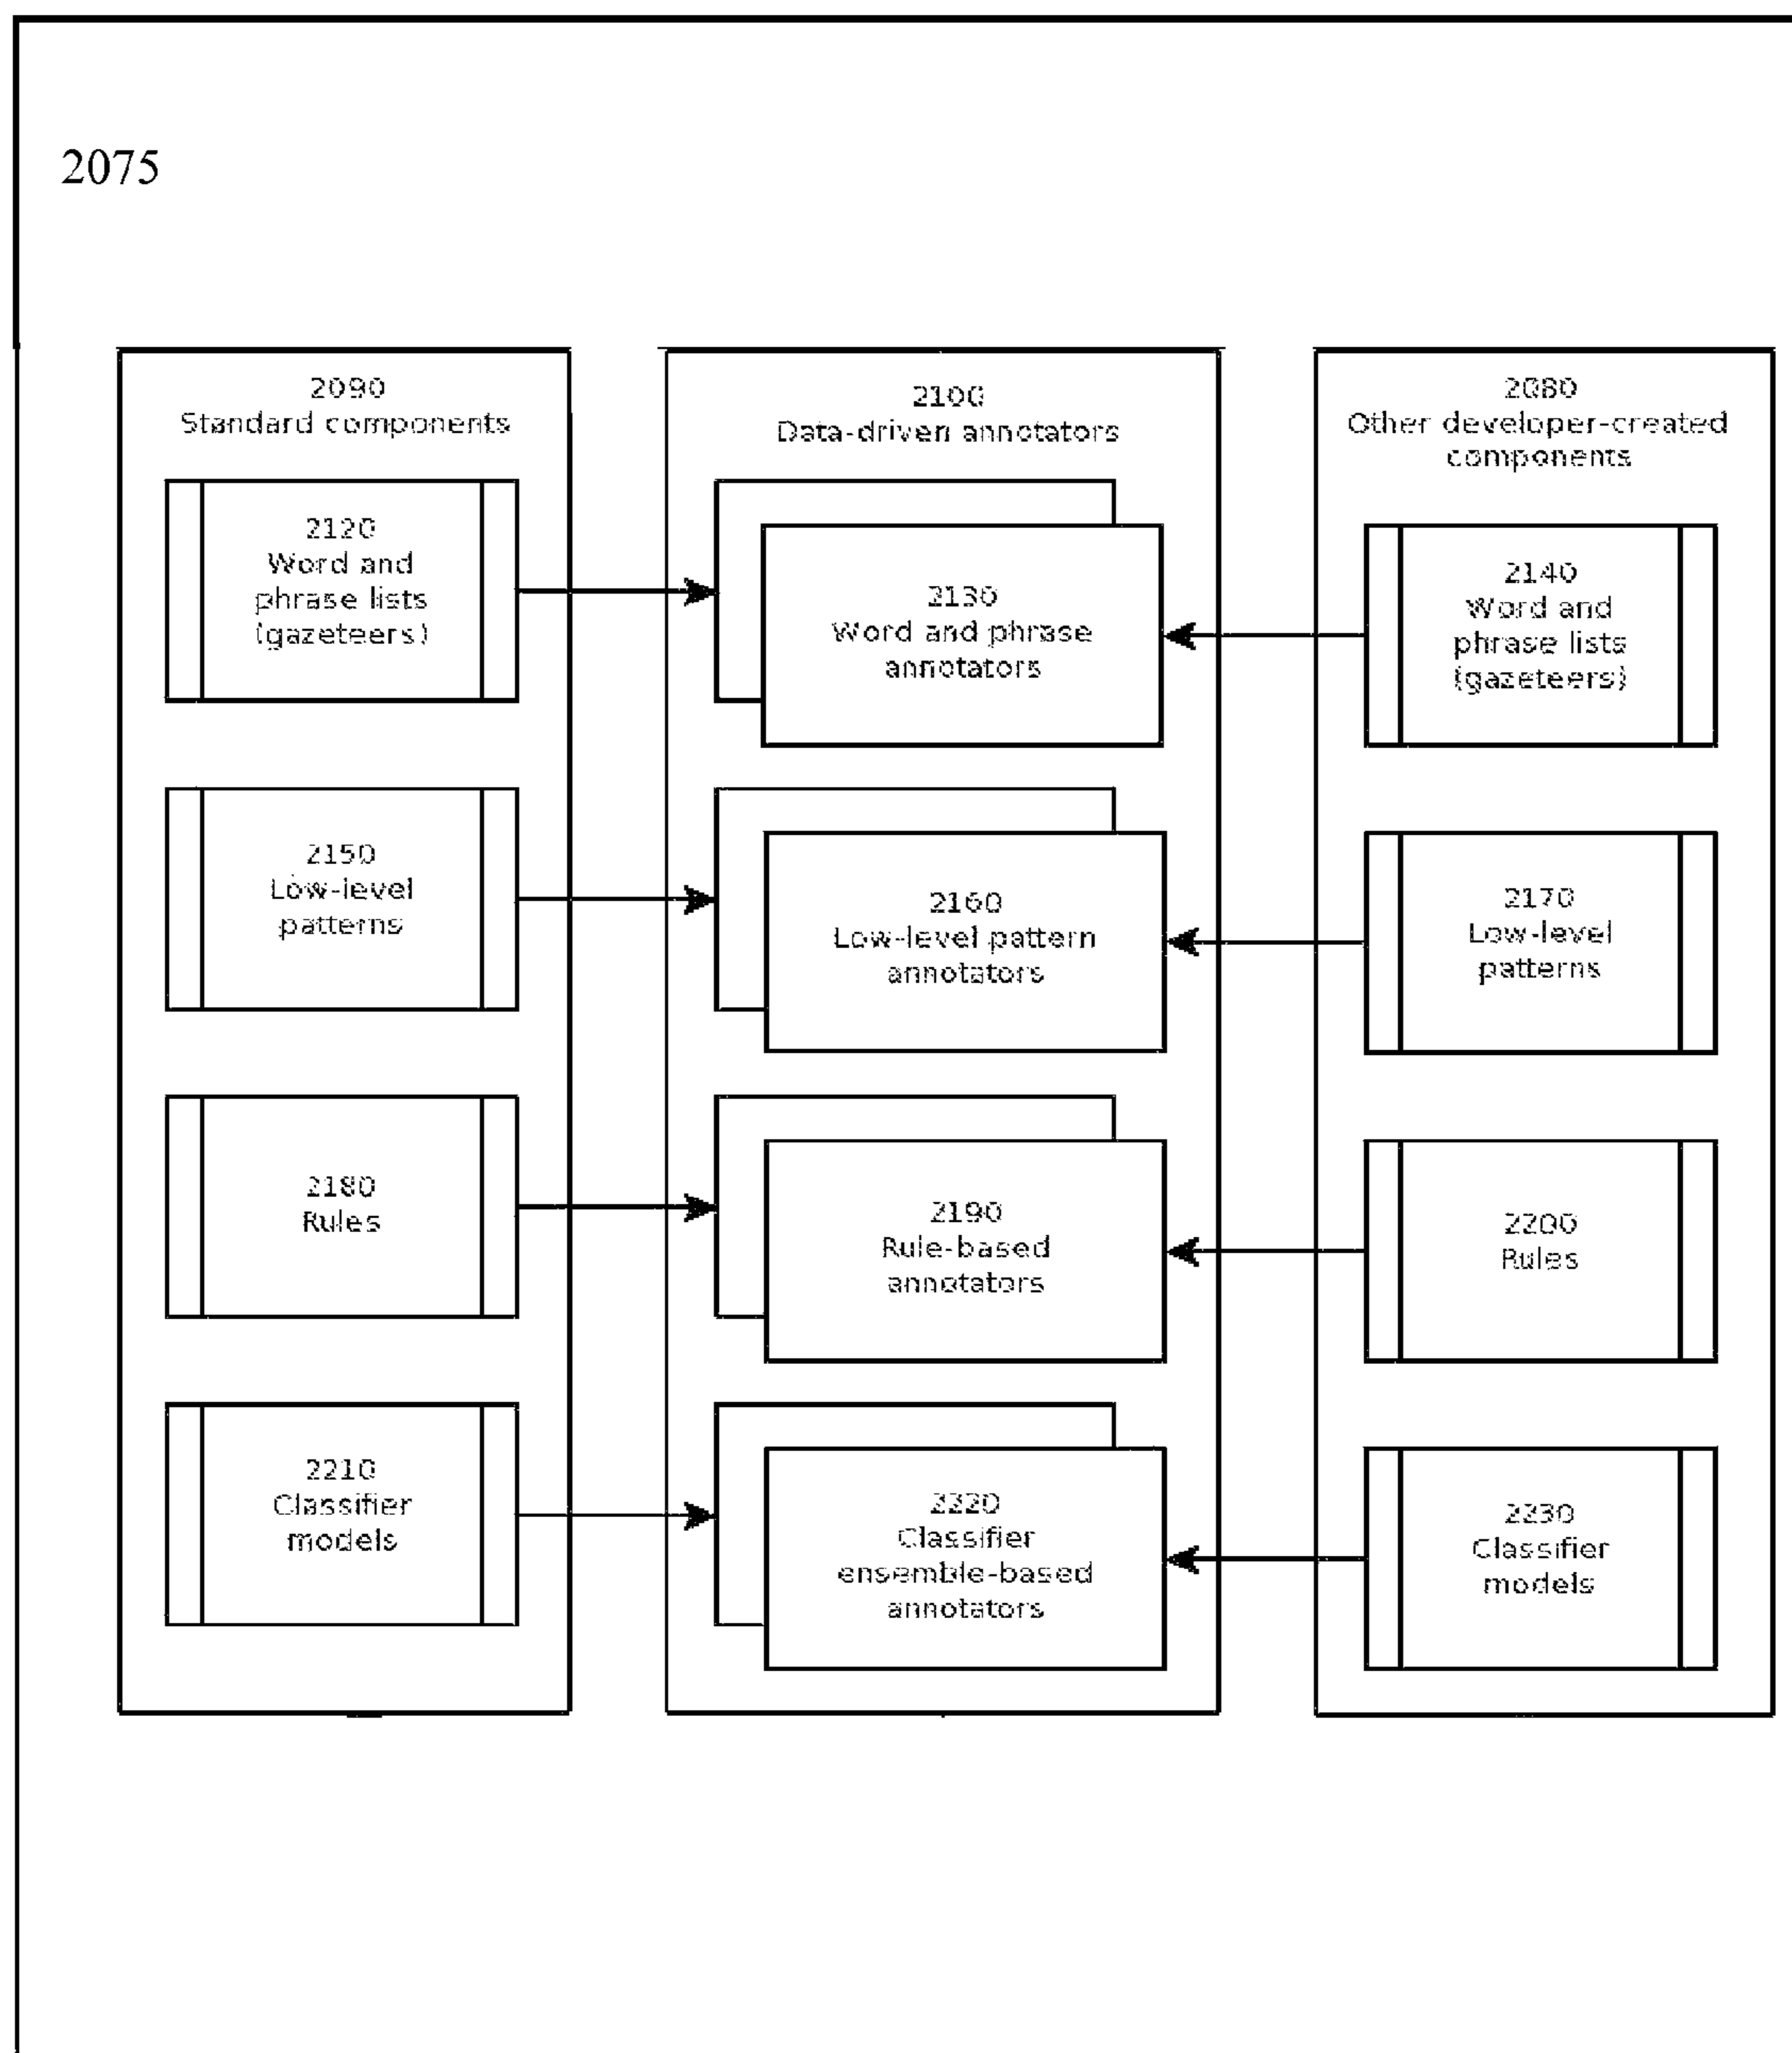 2075
2090
Standard components
2120
Word and
phrase lists
(gazeteers)
2150
Low-level
patterns
2180
Rules
2210
Classifier
models
2100
Data-driven annotators
2130
Word and phrase
annotators
2160
Low-level pattern
annotators
2190
Rule-based
annotators
2220
Classifier
ensemble-based
annotators
2080
Other developer-created
components
2140
Word and
phrase lists
(gazeteers)
2170
Low-level
patterns
2200
Rules
2230
Classifier
models